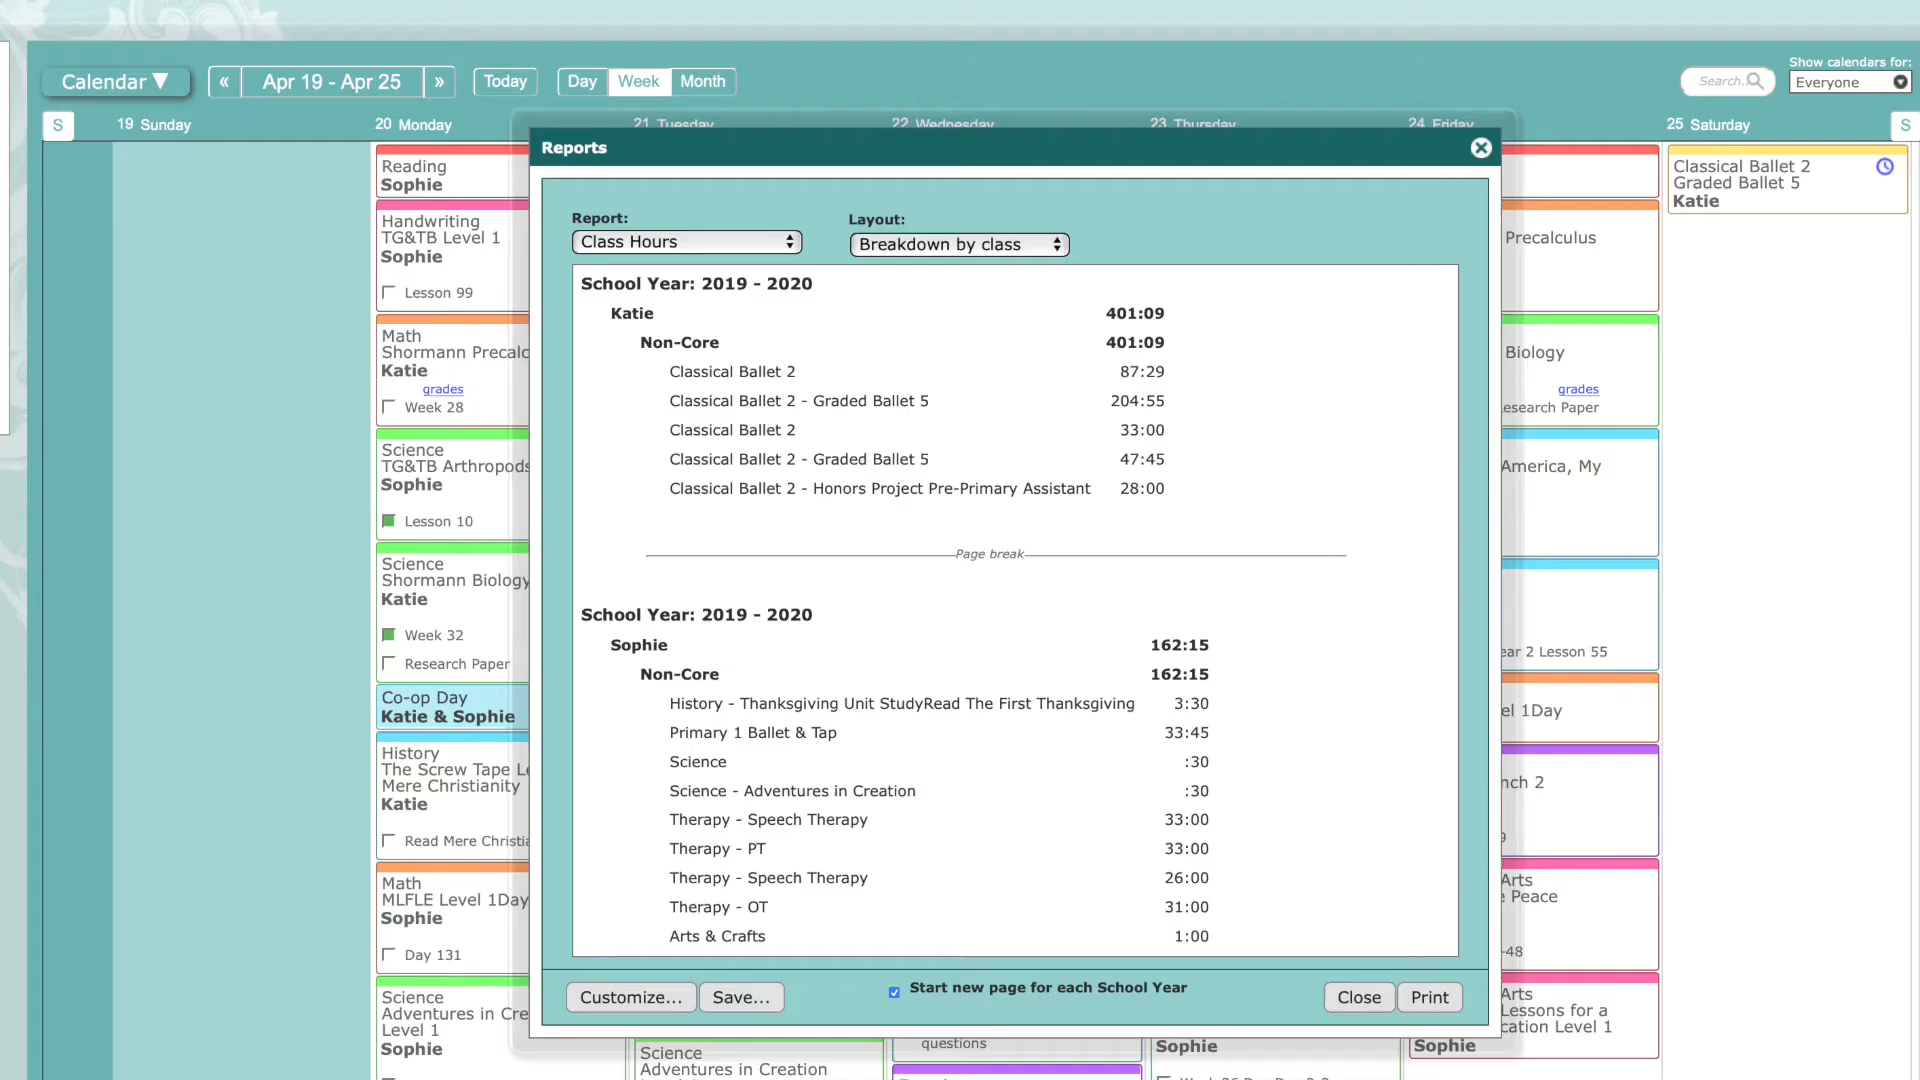 Calendar ▼
«
Apr 19 - Apr 25
»
Today
Day
Week
Month
Search
Show calendars for:
Everyone
S
19 Sunday
20 Monday
21 Tuesday
22 Wednesday
23 Thursday
24 Friday
25 Saturday
S
Reading
Sophie
Handwriting
TG&TB Level 1
Sophie
Lesson 99
Math
Shormann Precalc
Katie
grades
Week 28
Science
TG&TB Arthropods
Sophie
Lesson 10
Science
Shormann Biology
Katie
Week 32
Research Paper
Co-op Day
Katie & Sophie
History
The Screw Tape Le
Mere Christianity
Katie
Read Mere Christia
Math
MLFLE Level 1Day
Sophie
Day 131
Science
Adventures in Cre
Level 1
Sophie
Reports
Report:
Class Hours
Layout:
Breakdown by class
School Year: 2019 - 2020
Katie 401:09
Non-Core 401:09
Classical Ballet 2 87:29
Classical Ballet 2 - Graded Ballet 5 204:55
Classical Ballet 2 33:00
Classical Ballet 2 - Graded Ballet 5 47:45
Classical Ballet 2 - Honors Project Pre-Primary Assistant 28:00
Page break
School Year: 2019 - 2020
Sophie 162:15
Non-Core 162:15
History - Thanksgiving Unit StudyRead The First Thanksgiving 3:30
Primary 1 Ballet & Tap 33:45
Science :30
Science - Adventures in Creation :30
Therapy - Speech Therapy 33:00
Therapy - PT 33:00
Therapy - Speech Therapy 26:00
Therapy - OT 31:00
Arts & Crafts 1:00
Customize...
Save...
Start new page for each School Year
Close
Print
Science
Adventures in Creation
questions
Sophie
Precalculus
Biology
grades
esearch Paper
America, My
ear 2 Lesson 55
el 1Day
nch 2
9
Arts
e Peace
-48
Arts
Lessons for a
cation Level 1
Sophie
Classical Ballet 2
Graded Ballet 5
Katie